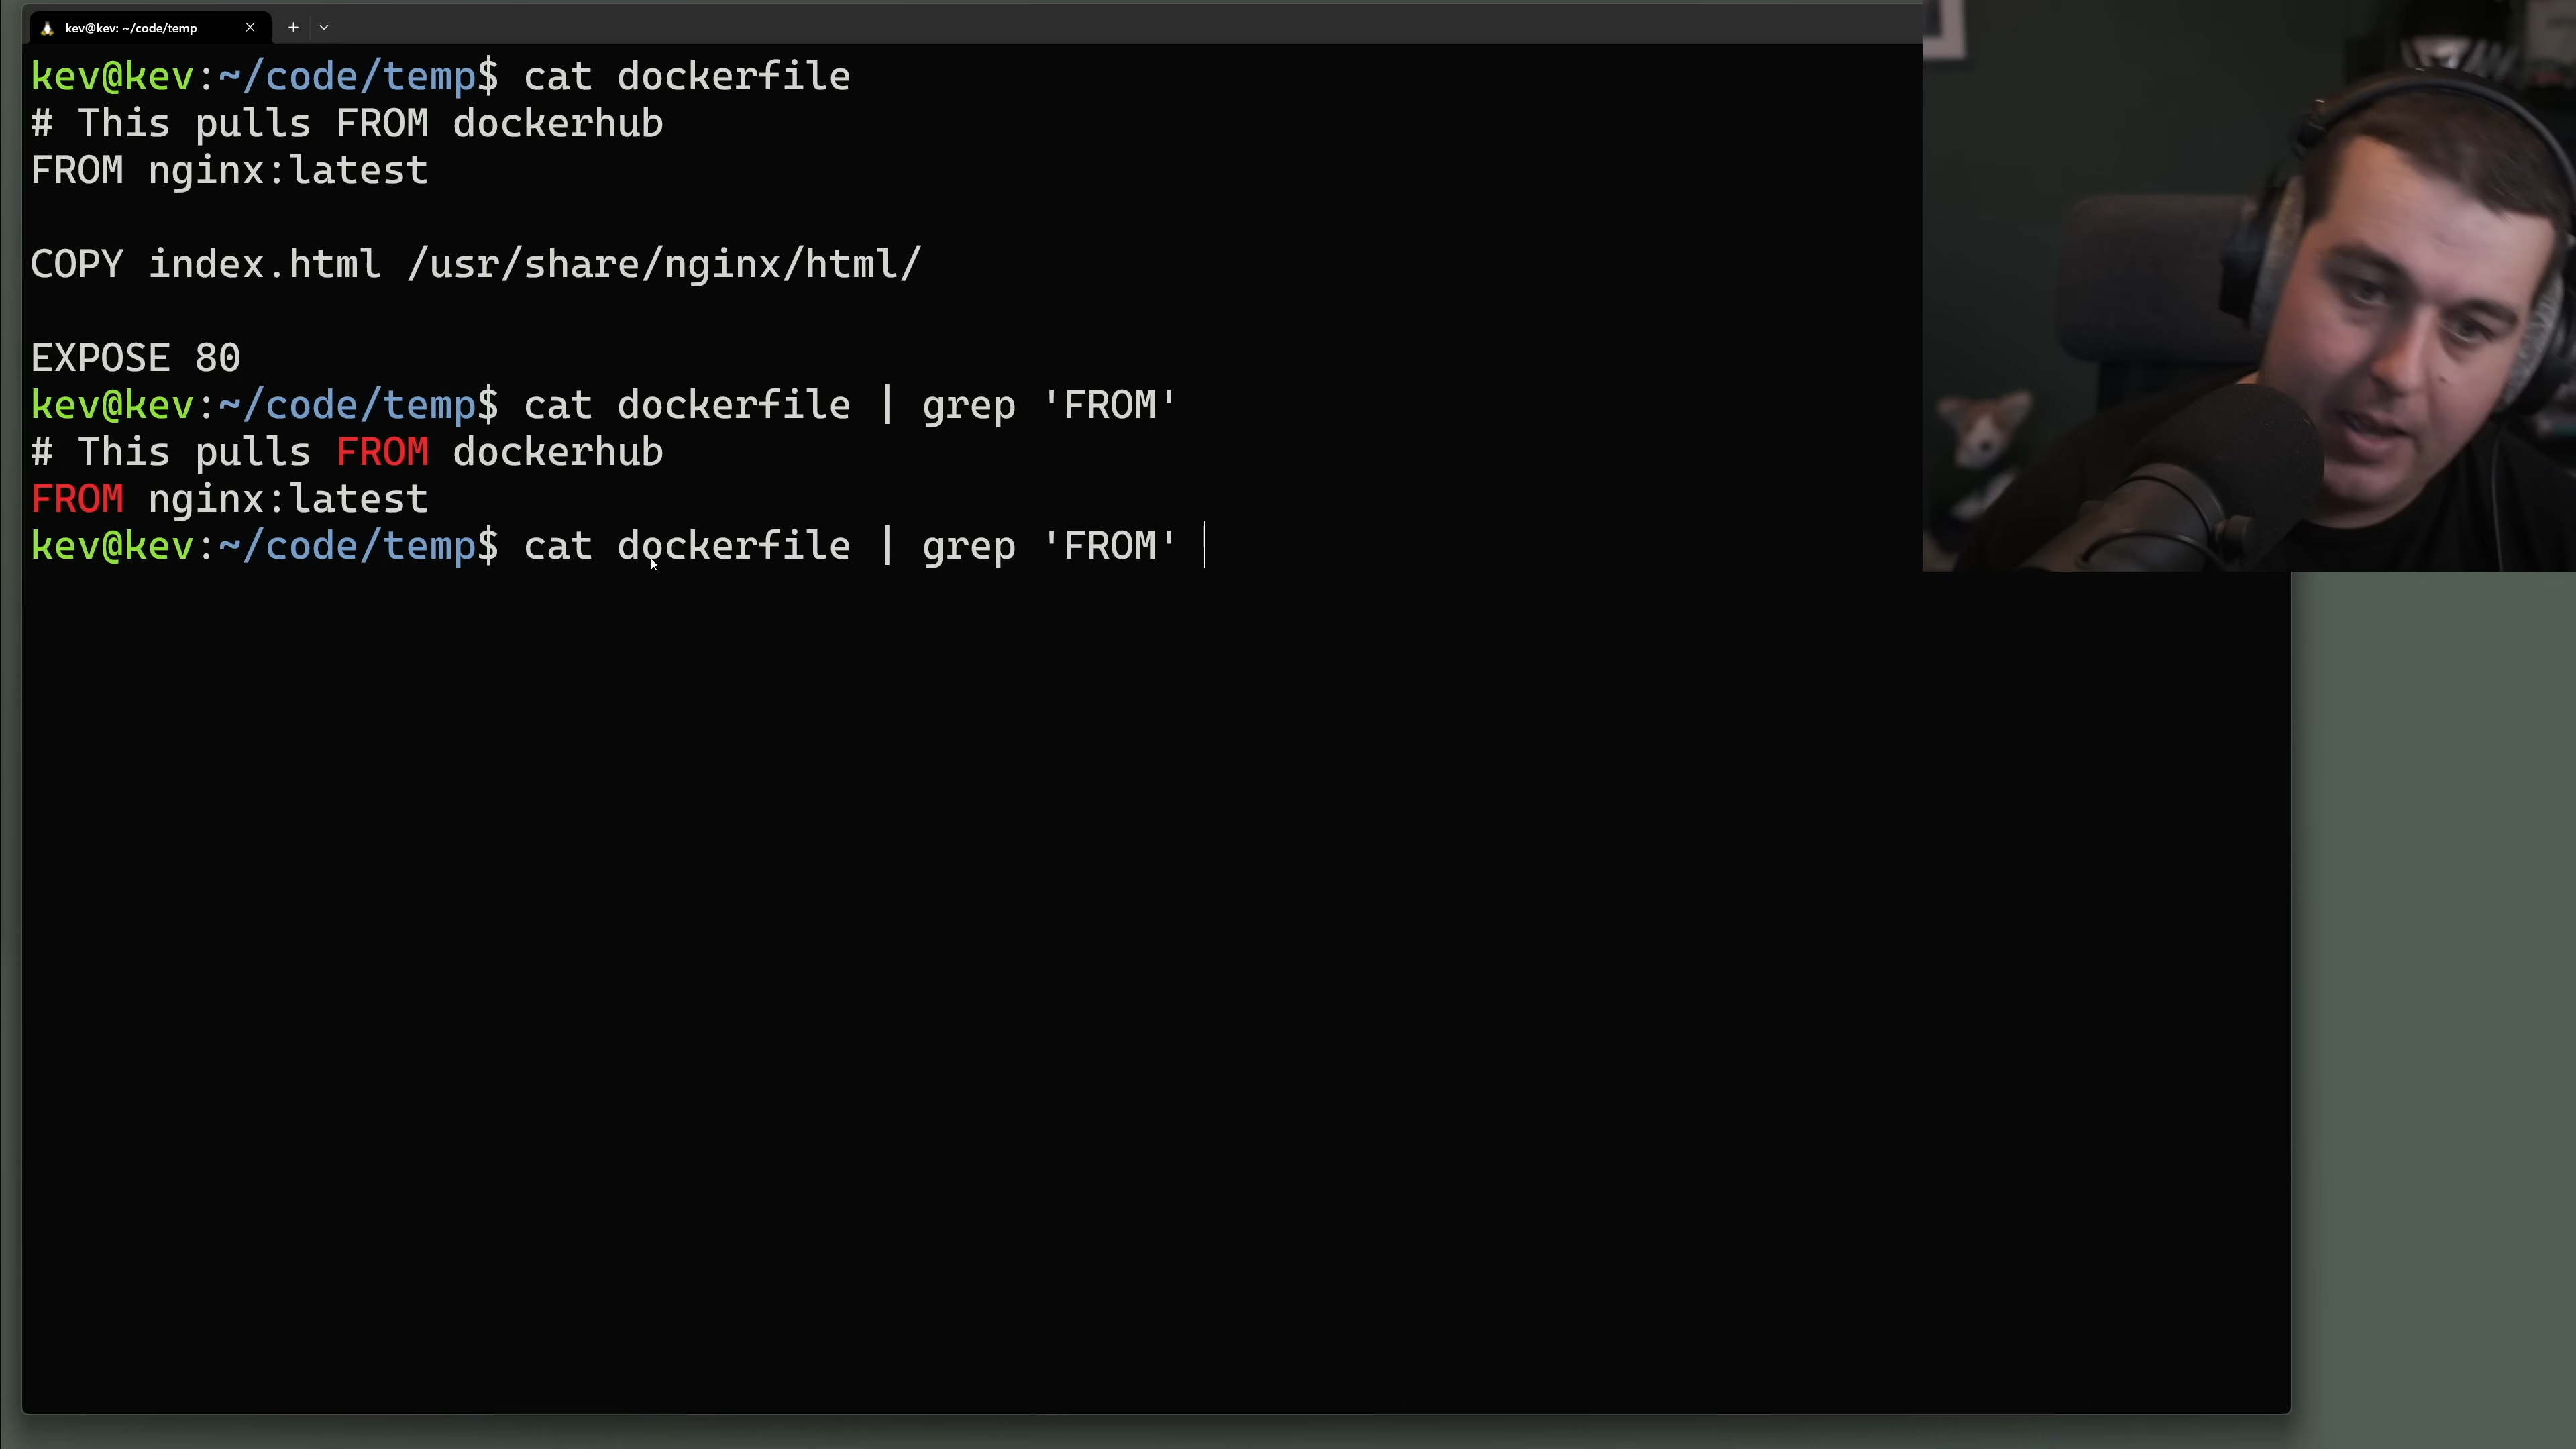 kev@kev: ~/code/temp
kev@kev:~/code/temp$ cat dockerfile
# This pulls FROM dockerhub
FROM nginx:latest
COPY index.html /usr/share/nginx/html/
EXPOSE 80
kev@kev:~/code/temp$ cat dockerfile | grep 'FROM'
# This pulls FROM dockerhub
FROM nginx:latest
kev@kev:~/code/temp$ cat dockerfile | grep 'FROM'